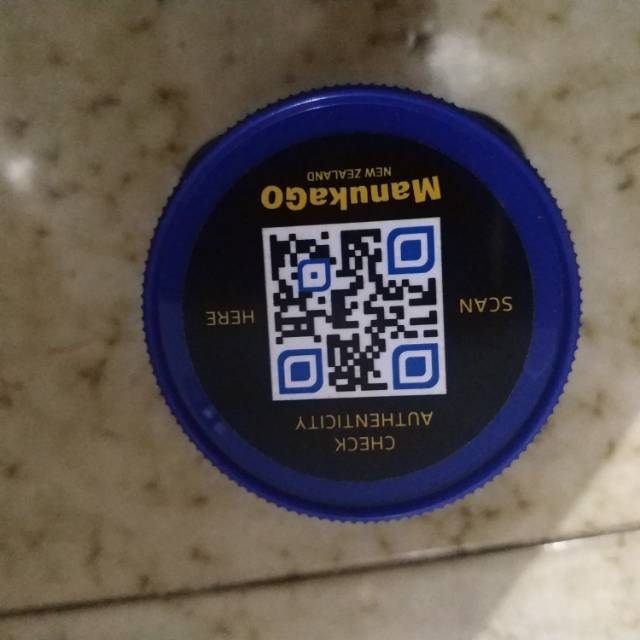 CHECK
AUTHENTICITY
SCAN
HERE
ManukaGO
NEW ZEALAND